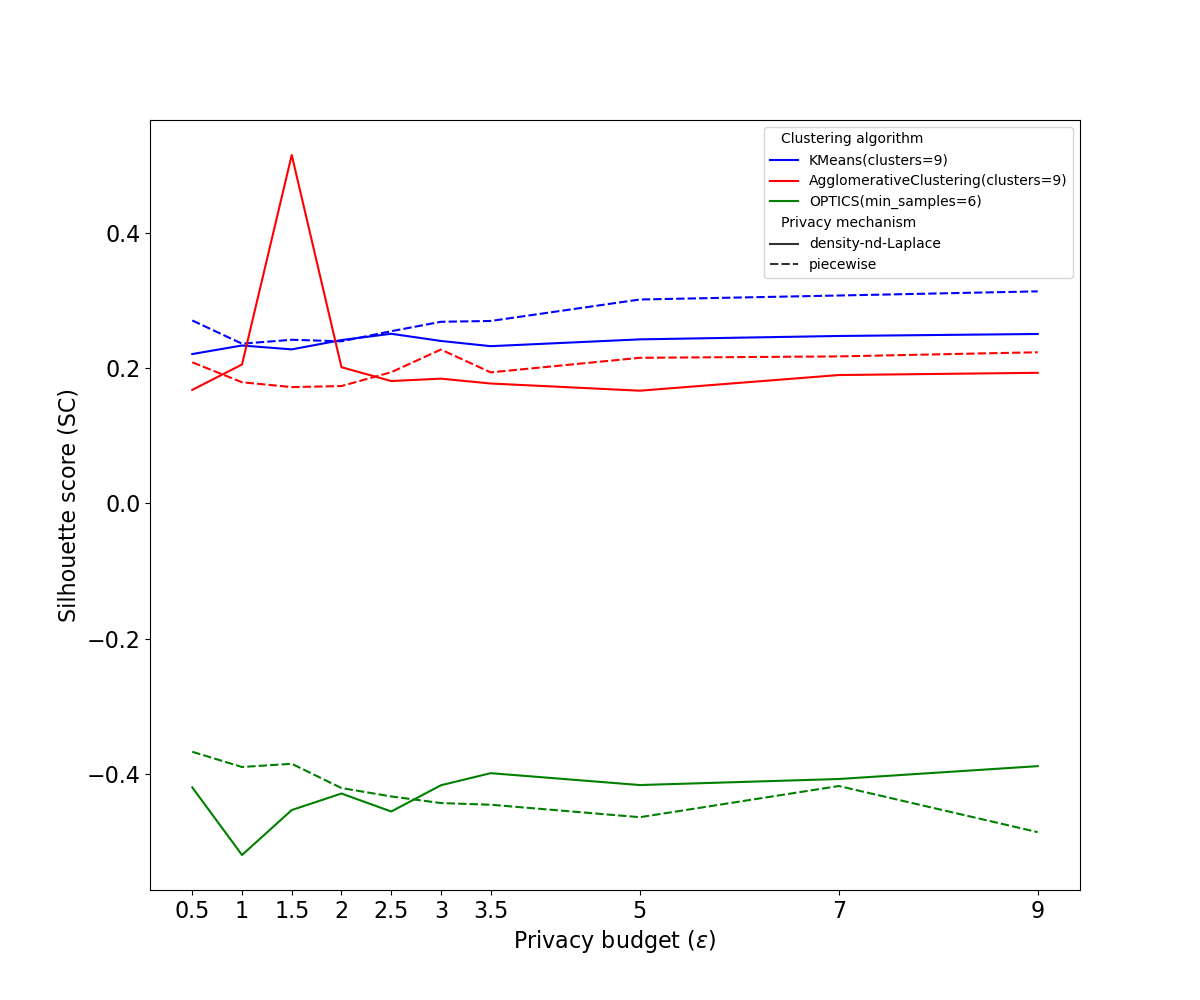 Clustering algorithm
KMeans(clusters=9)
AgglomerativeClustering(clusters=9)
OPTICS(min_samples=6)
Privacy mechanism
density-nd-Laplace
piecewise
0.4
0.2
0.0
−0.2
−0.4
Silhouette score (SC)
0.5 1 1.5 2 2.5 3 3.5 5 7 9
Privacy budget (ε)